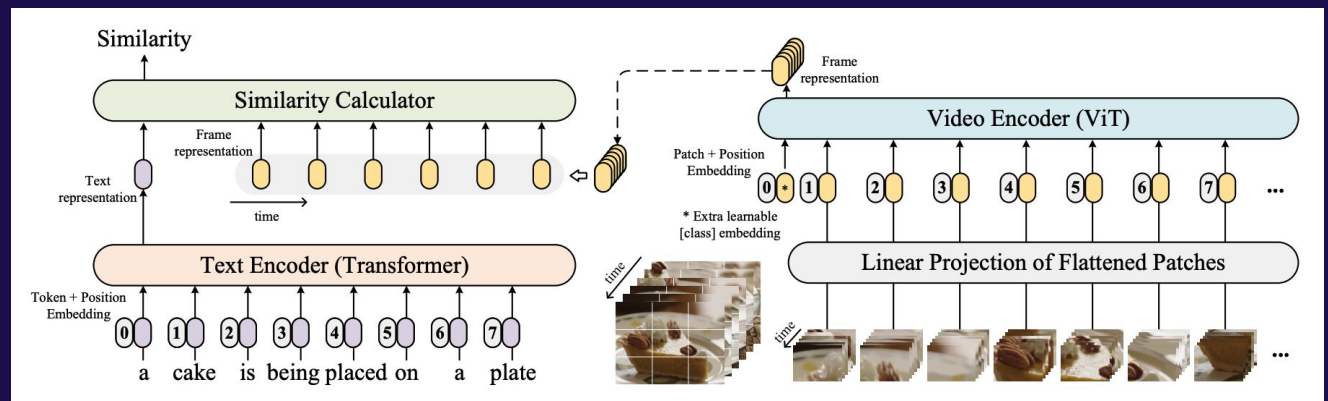 Similarity
Similarity Calculator
Frame
representation
Text
representation
time
Text Encoder (Transformer)
Token + Position
Embedding
0 1 2 3 4 5 6 7
a cake is being placed on a plate
Frame
representation
Video Encoder (ViT)
Patch + Position
Embedding
0 * 1 2 3 4 5 6 7 ...
* Extra learnable
[class] embedding
Linear Projection of Flattened Patches
time
time
...